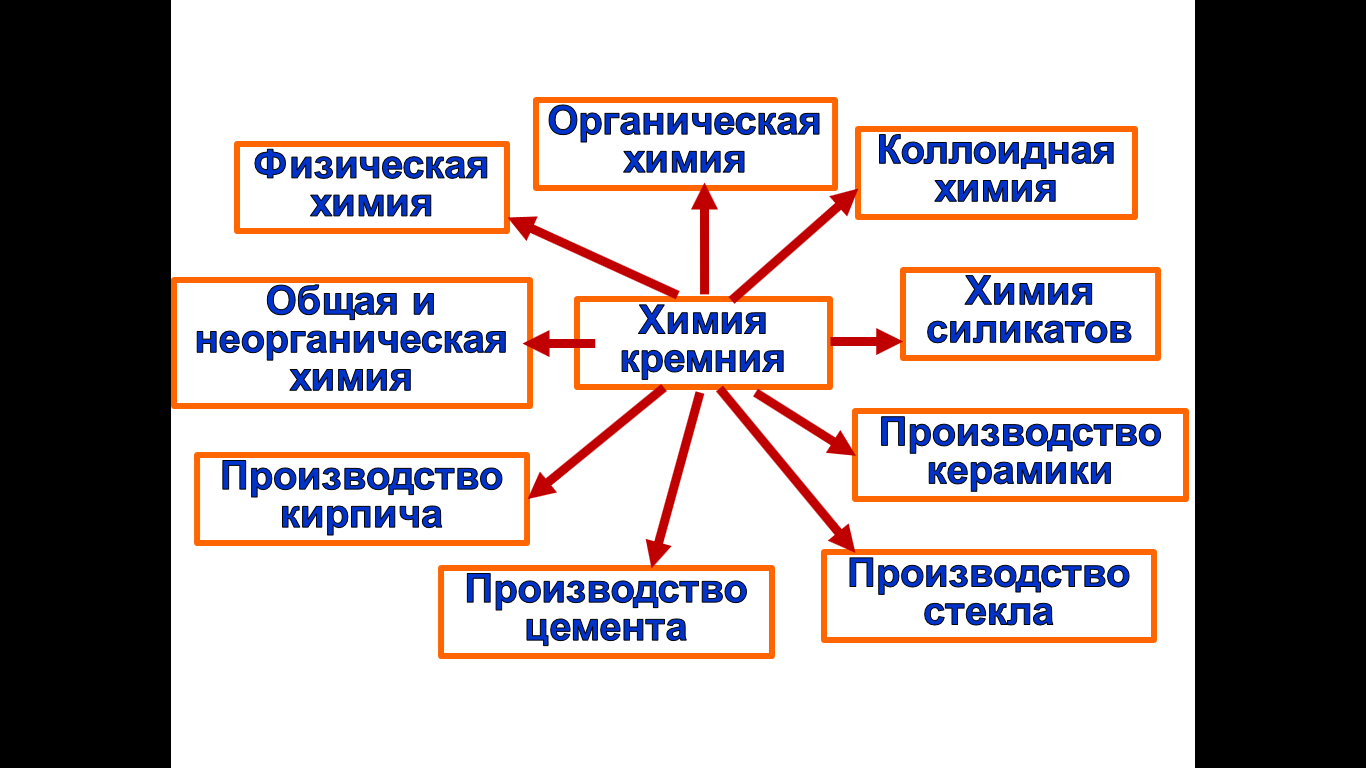 Органическая
химия
Физическая
химия
Коллоидная
химия
Общая и
неорганическая
химия
Химия
кремния
Химия
силикатов
Производство
кирпича
Производство
керамики
Производство
цемента
Производство
стекла